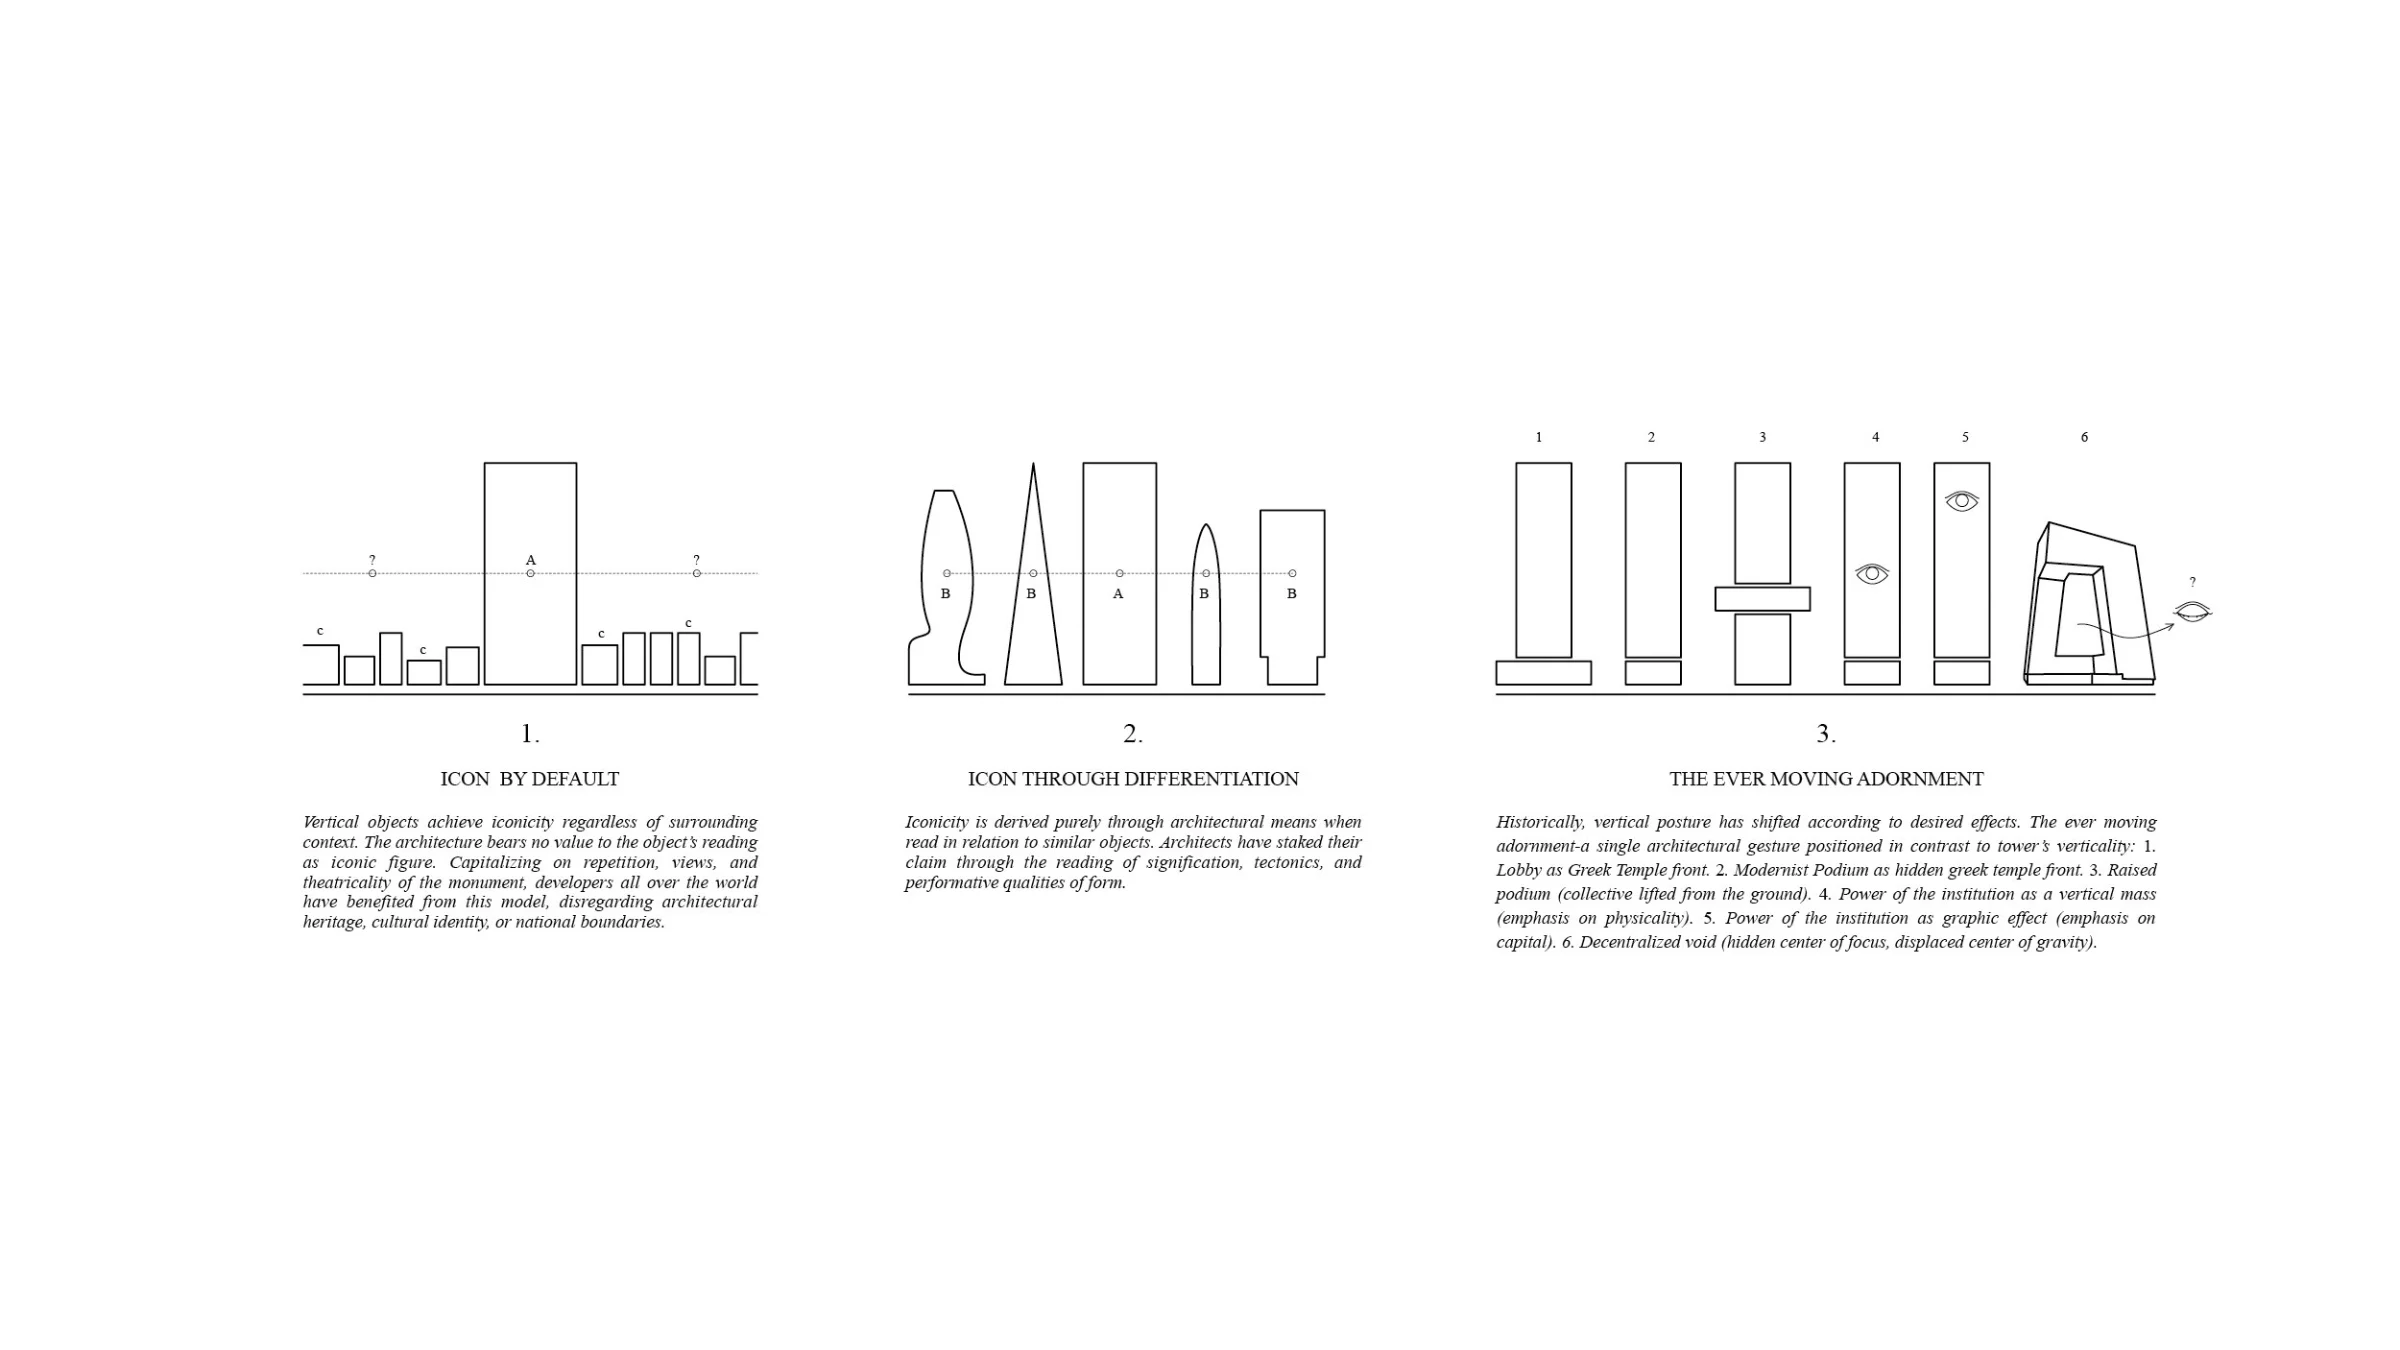 ? A ?
c c c c
1.
ICON BY DEFAULT
Vertical objects achieve iconicity regardless of surrounding
context. The architecture bears no value to the object's reading
as iconic figure. Capitalizing on repetition, views, and
theatricality of the monument, developers all over the world
have benefited from this model, disregarding architectural
heritage, cultural identity, or national boundaries.
B B A B B
2.
ICON THROUGH DIFFERENTIATION
Iconicity is derived purely through architectural means when
read in relation to similar objects. Architects have staked their
claim through the reading of signification, tectonics, and
performative qualities of form.
1 2 3 4 5 6
?
3.
THE EVER MOVING ADORNMENT
Historically, vertical posture has shifted according to desired effects. The ever moving
adornment-a single architectural gesture positioned in contrast to tower's verticality: 1.
Lobby as Greek Temple front. 2. Modernist Podium as hidden greek temple front. 3. Raised
podium (collective lifted from the ground). 4. Power of the institution as a vertical mass
(emphasis on physicality). 5. Power of the institution as graphic effect (emphasis on
capital). 6. Decentralized void (hidden center of focus, displaced center of gravity).